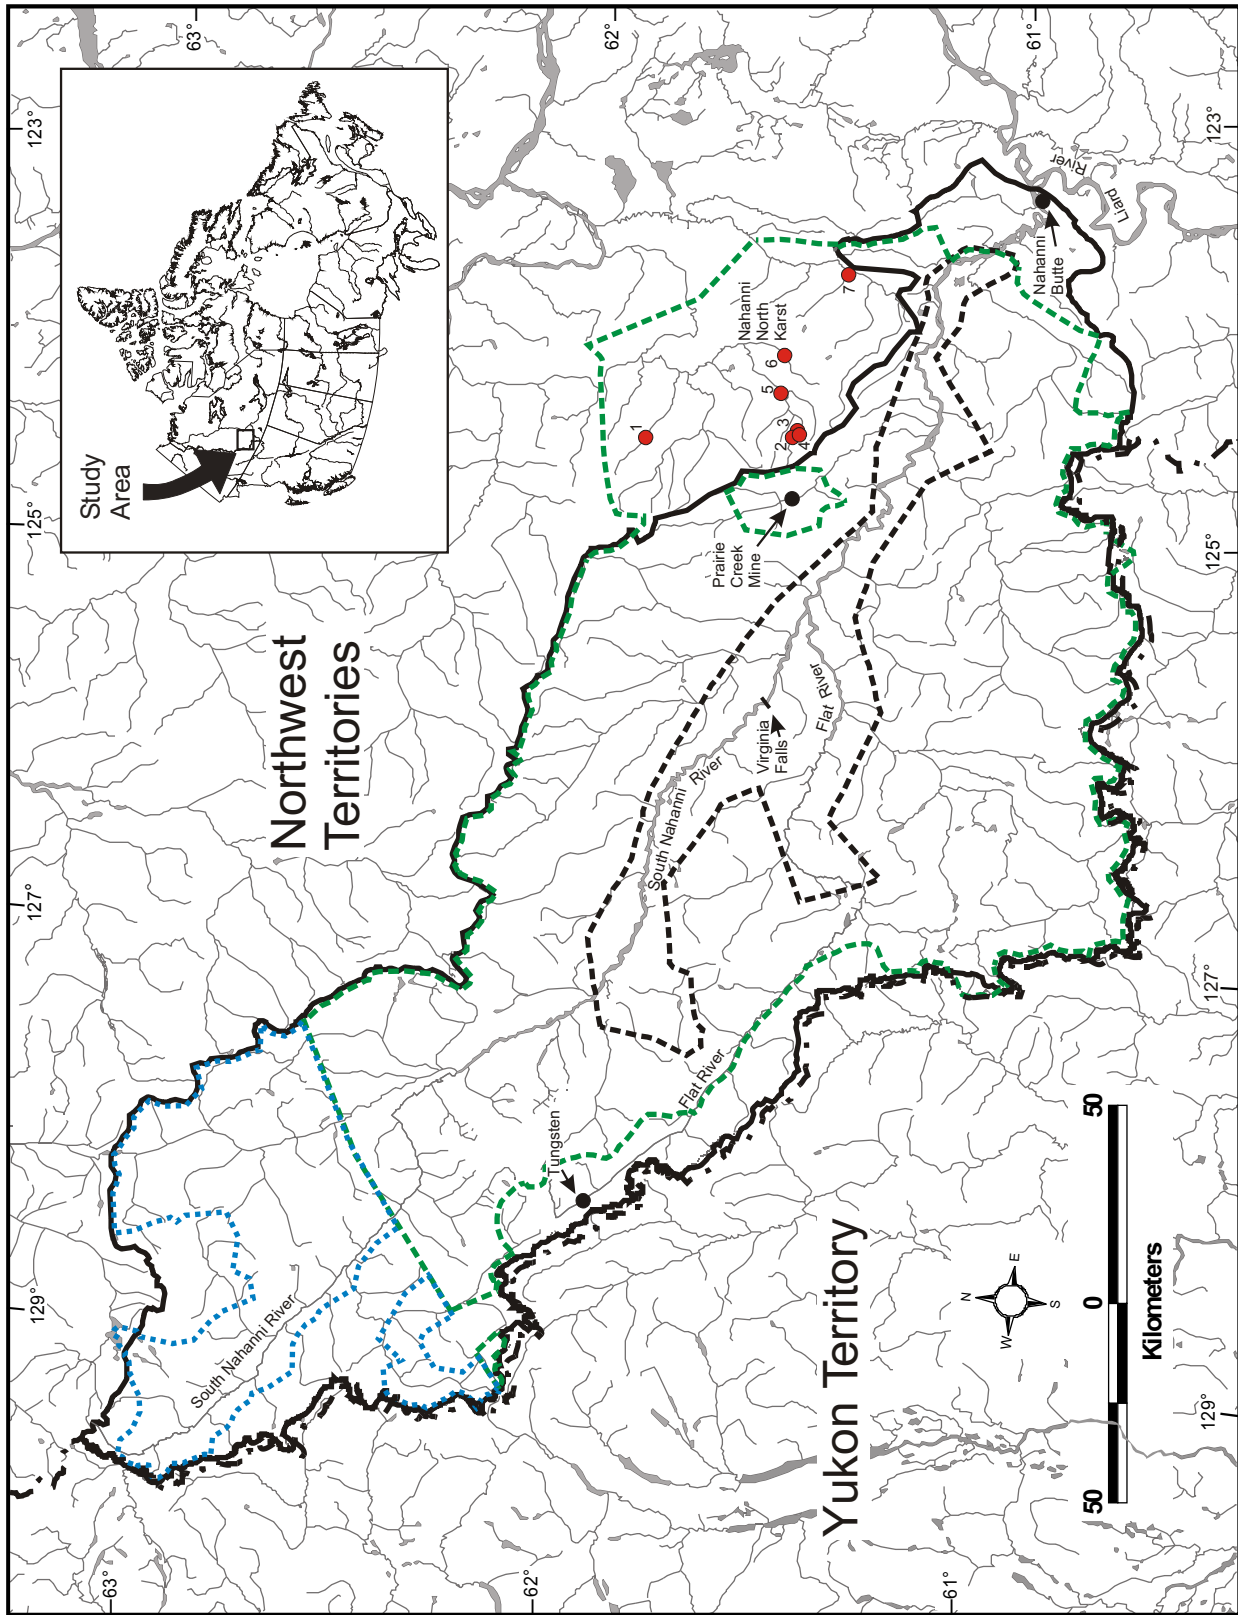 63°
129°
127°
125°
123°
Study
Area
Northwest
Territories
62°
62°
61°
61°
63°
123°
125°
127°
129°
South Nahanni River
South Nahanni River
Flat River
Flat River
Tungsten
Virginia
Falls
Prairie
Creek
Mine
Nahanni
North
Karst
1
2
3
4
5
6
7
Nahanni
Butte
Liard River
Yukon Territory
N
E
S
W
50
0
50
Kilometers